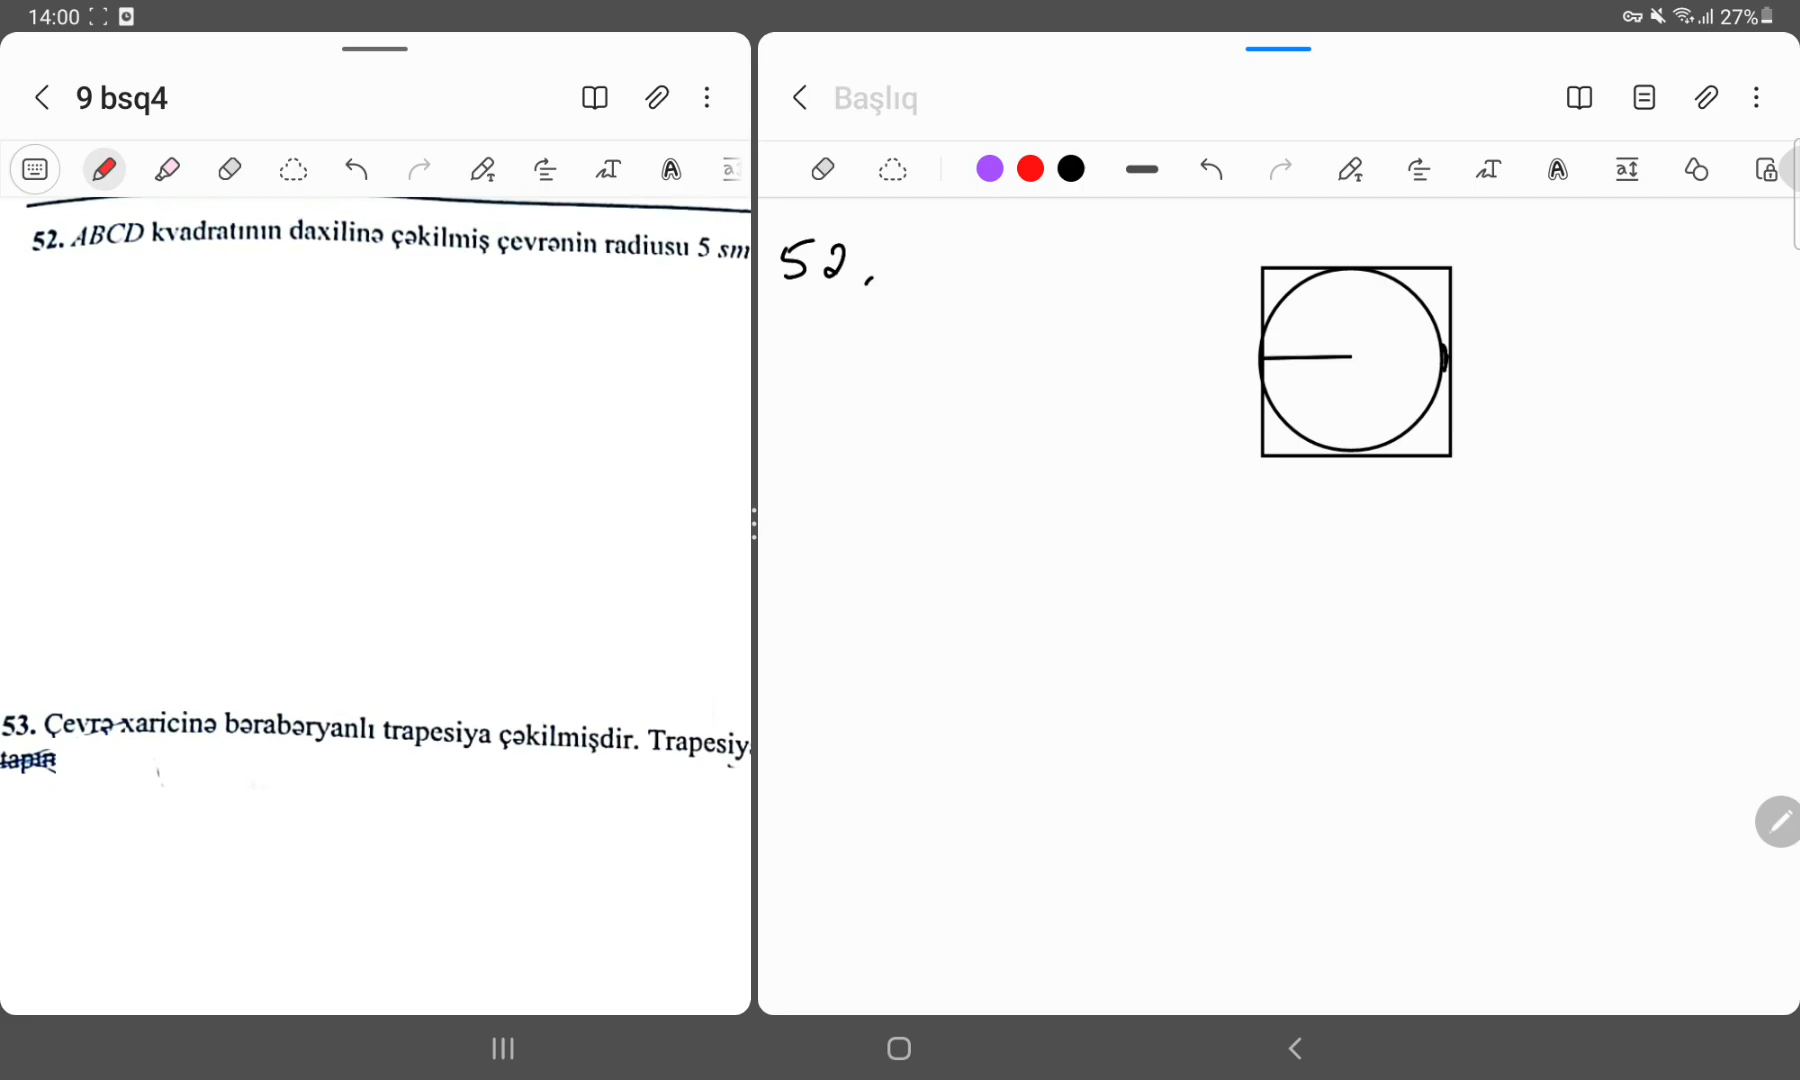 14:00
27%
9 bsq4
Başlıq
52. ABCD kvadratının daxilinə çəkilmiş çevrənin radiusu 5 sm
52.
53. Çevrə xaricinə bərabəryanlı trapesiya çəkilmişdir. Trapesiy
tapın